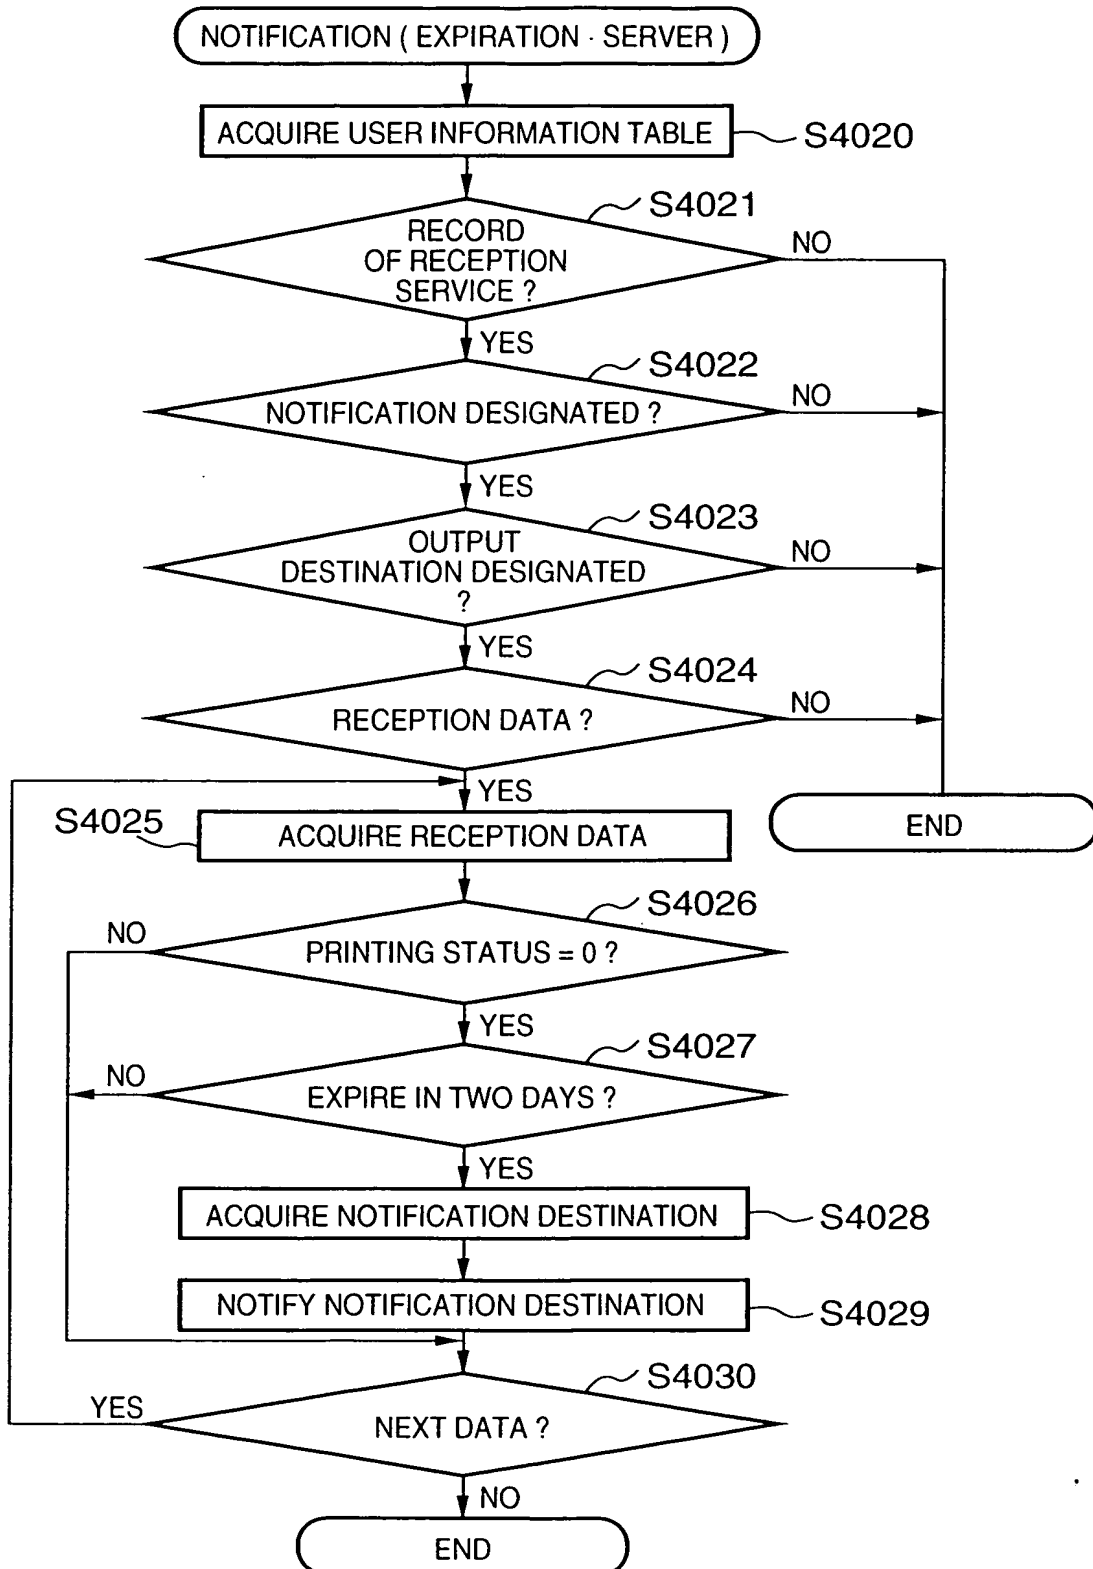 NOTIFICATION ( EXPIRATION · SERVER )
ACQUIRE USER INFORMATION TABLE
S4020
S4021
RECORD
OF RECEPTION
SERVICE ?
NO
YES
S4022
NOTIFICATION DESIGNATED ?
NO
YES
S4023
OUTPUT
DESTINATION DESIGNATED
?
NO
YES
S4024
RECEPTION DATA ?
NO
YES
S4025
ACQUIRE RECEPTION DATA
END
S4026
NO
PRINTING STATUS = 0 ?
YES
S4027
NO
EXPIRE IN TWO DAYS ?
YES
ACQUIRE NOTIFICATION DESTINATION
S4028
NOTIFY NOTIFICATION DESTINATION
S4029
S4030
YES
NEXT DATA ?
NO
END